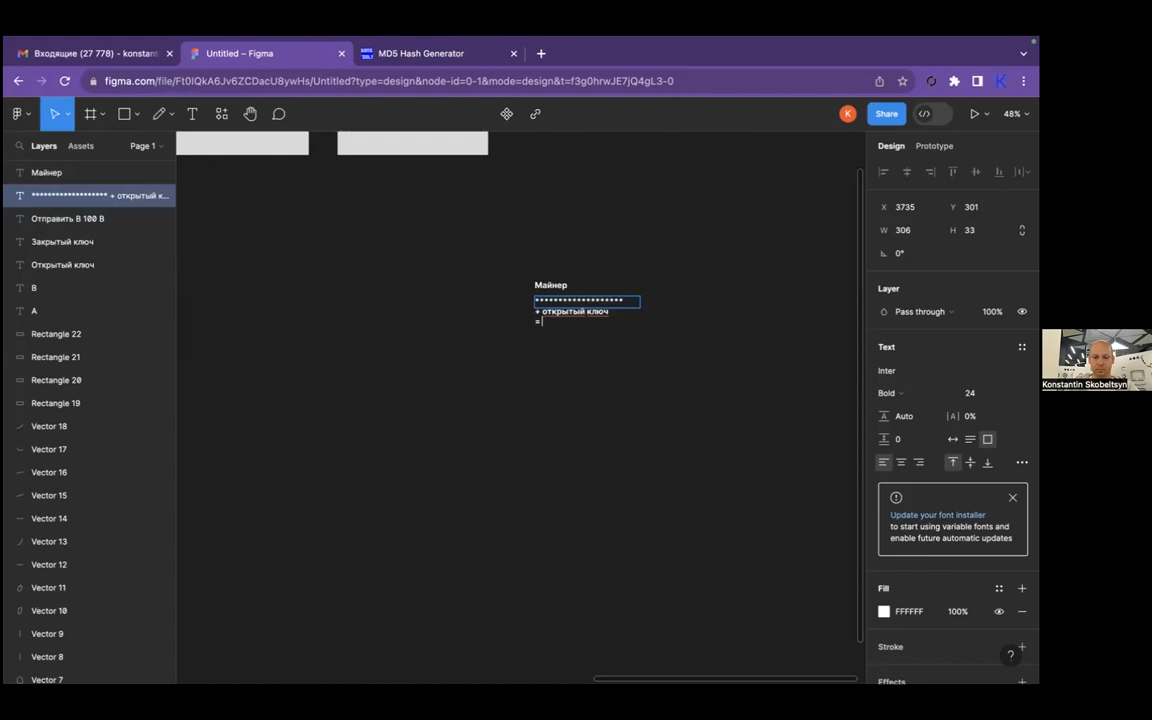 Входящие (27 778) – konstant
Untitled – Figma
MD5 Hash Generator
figma.com/file/Ft0IQkA6Jv6ZCDacU8ywHs/Untitled?type=design&node-id=0-1&mode=design&t=f3g0hrwJE7jQ4gL3-0
K
Share
48%
Layers
Assets
Page 1
Design
Prototype
Майнер
******************* + открытый к...
Отправить B 100 B
Закрытый ключ
Открытый ключ
B
A
Rectangle 22
Rectangle 21
Rectangle 20
Rectangle 19
Vector 18
Vector 17
Vector 16
Vector 15
Vector 14
Vector 13
Vector 12
Vector 11
Vector 10
Vector 9
Vector 8
Vector 7
Майнер
*******************
+ открытый ключ
=
X 3735
Y 301
W 306
H 33
0°
Layer
Pass through
100%
Text
Inter
Bold
24
Auto
|A| 0%
0
Update your font installer
to start using variable fonts and
enable future automatic updates
Fill
FFFFFF
100%
Stroke
?
Effects
Konstantin Skobeltsyn